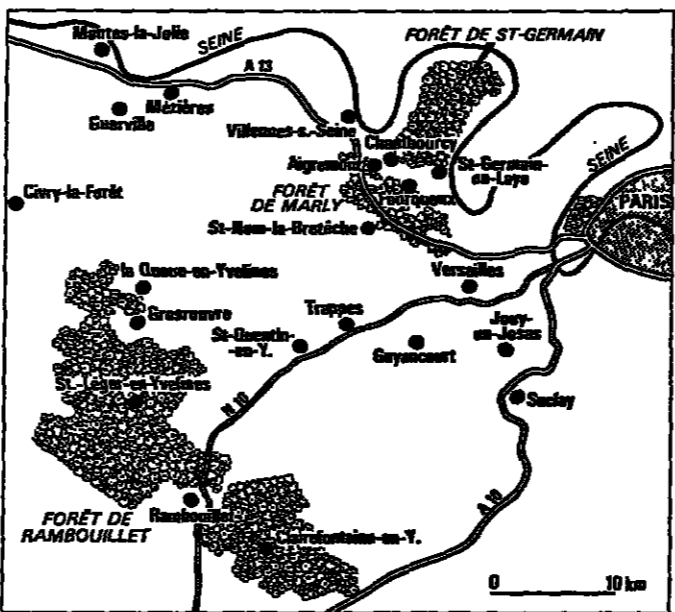 Mantes-la-Jolie
SEINE
FORÊT DE ST-GERMAIN
A 13
Mézières
Guerville
Villennes-s.-Seine
Chambourcy
Aigremont
St-Germain-
en-Laye
SEINE
Civry-la-Forêt
FORÊT
DE MARLY
Fourqueux
PARIS
St-Nom-la-Bretêche
la Queue-en-Yvelines
Versailles
Grosrouvre
Trappes
St-Quentin-
en-Y.
Guyancourt
Jouy-
en-Josas
St.-Léger-en-Yvelines
N 10
Saclay
A 10
Rambouillet
FORÊT DE
RAMBOUILLET
Clairefontaine-en-Y.
0 10 km